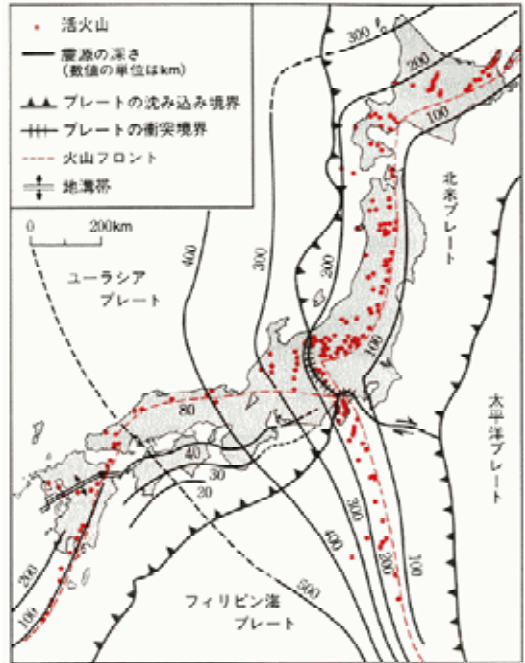 活火山
震源の深さ
(数値の単位はkm)
プレートの沈み込み境界
プレートの衝突境界
火山フロント
地溝帯
0 200km
300
200
100
北米プレート
ユーラシア
プレート
400
300
200
100
太平洋プレート
80
40
30
20
300
400
200
100
500
200
100
フィリピン海
プレート